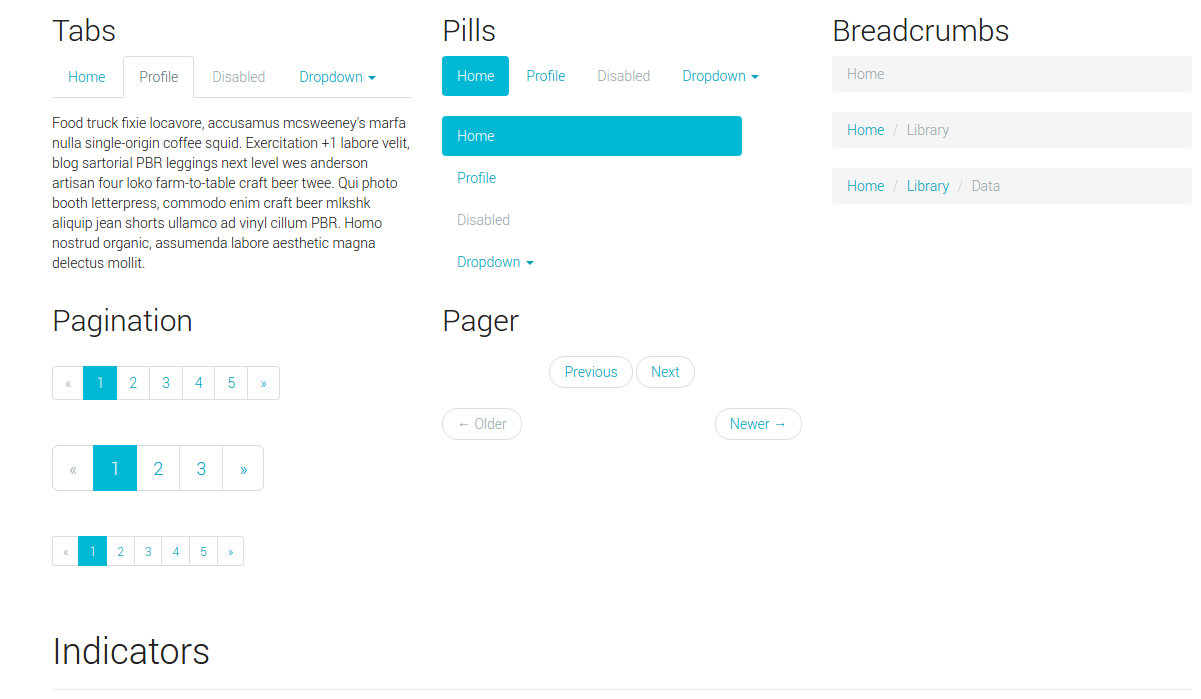 Tabs
Home Profile Disabled Dropdown
Food truck fixie locavore, accusamus mcsweeney's marfa
nulla single-origin coffee squid. Exercitation +1 labore velit,
blog sartorial PBR leggings next level wes anderson
artisan four loko farm-to-table craft beer twee. Qui photo
booth letterpress, commodo enim craft beer mlkshk
aliquip jean shorts ullamco ad vinyl cillum PBR. Homo
nostrud organic, assumenda labore aesthetic magna
delectus mollit.
Pills
Home Profile Disabled Dropdown
Home
Profile
Disabled
Dropdown
Breadcrumbs
Home
Home / Library
Home / Library / Data
Pagination
« 1 2 3 4 5 »
« 1 2 3 »
« 1 2 3 4 5 »
Pager
Previous Next
← Older Newer →
Indicators